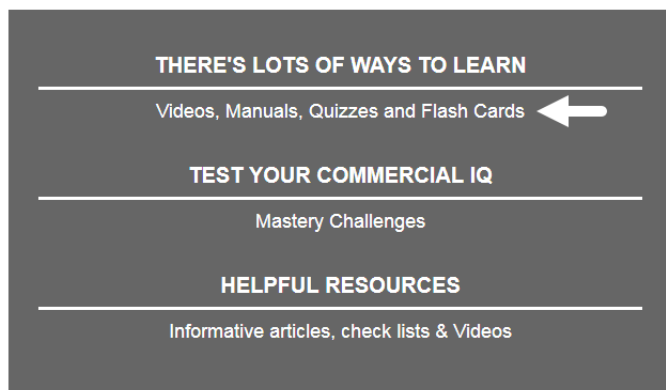 THERE'S LOTS OF WAYS TO LEARN
Videos, Manuals, Quizzes and Flash Cards
TEST YOUR COMMERCIAL IQ
Mastery Challenges
HELPFUL RESOURCES
Informative articles, check lists & Videos